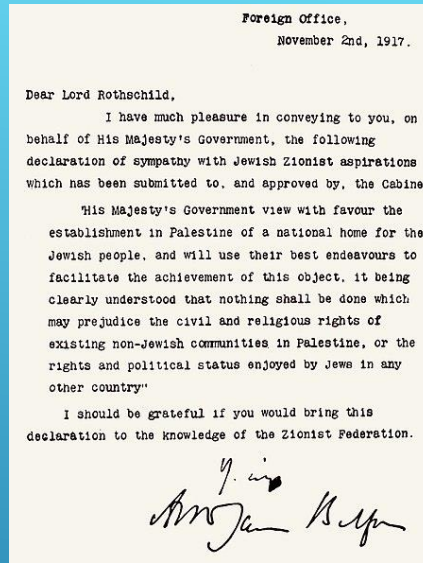 Foreign Office,
November 2nd, 1917.
Dear Lord Rothschild,
I have much pleasure in conveying to you, on
behalf of His Majesty's Government, the following
declaration of sympathy with Jewish Zionist aspirations
which has been submitted to, and approved by, the Cabine
"His Majesty's Government view with favour the
establishment in Palestine of a national home for the
Jewish people, and will use their best endeavours to
facilitate the achievement of this object, it being
clearly understood that nothing shall be done which
may prejudice the civil and religious rights of
existing non-Jewish communities in Palestine, or the
rights and political status enjoyed by Jews in any
other country"
I should be grateful if you would bring this
declaration to the knowledge of the Zionist Federation.